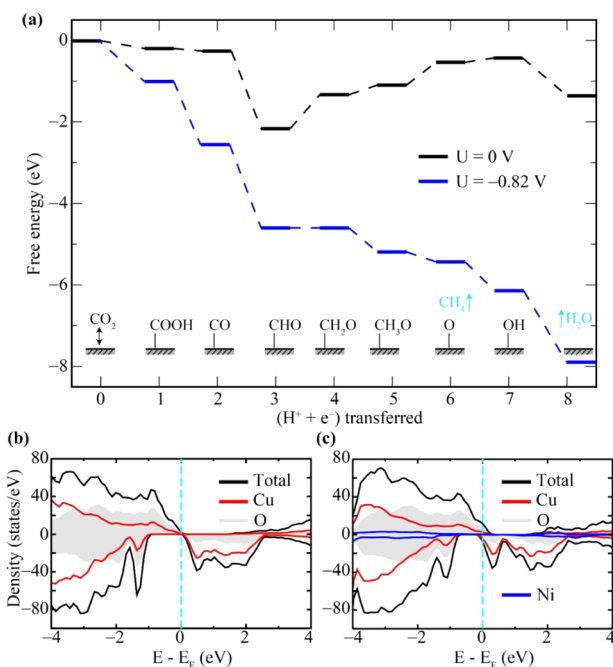 (a)
0
−2
−4
−6
−8
Free energy (eV)
U = 0 V
U = −0.82 V
CO₂
COOH
CO
CHO
CH₂O
CH₃O
CH₄
O
OH
H₂O
0 1 2 3 4 5 6 7 8
(H⁺ + e⁻) transferred
(b)
80
40
0
−40
−80
Density (states/eV)
Total
Cu
O
−4 −2 0 2 4
E - E_F (eV)
(c)
80
40
0
-40
-80
Total
Cu
O
Ni
−4 −2 0 2 4
E - E_F (eV)